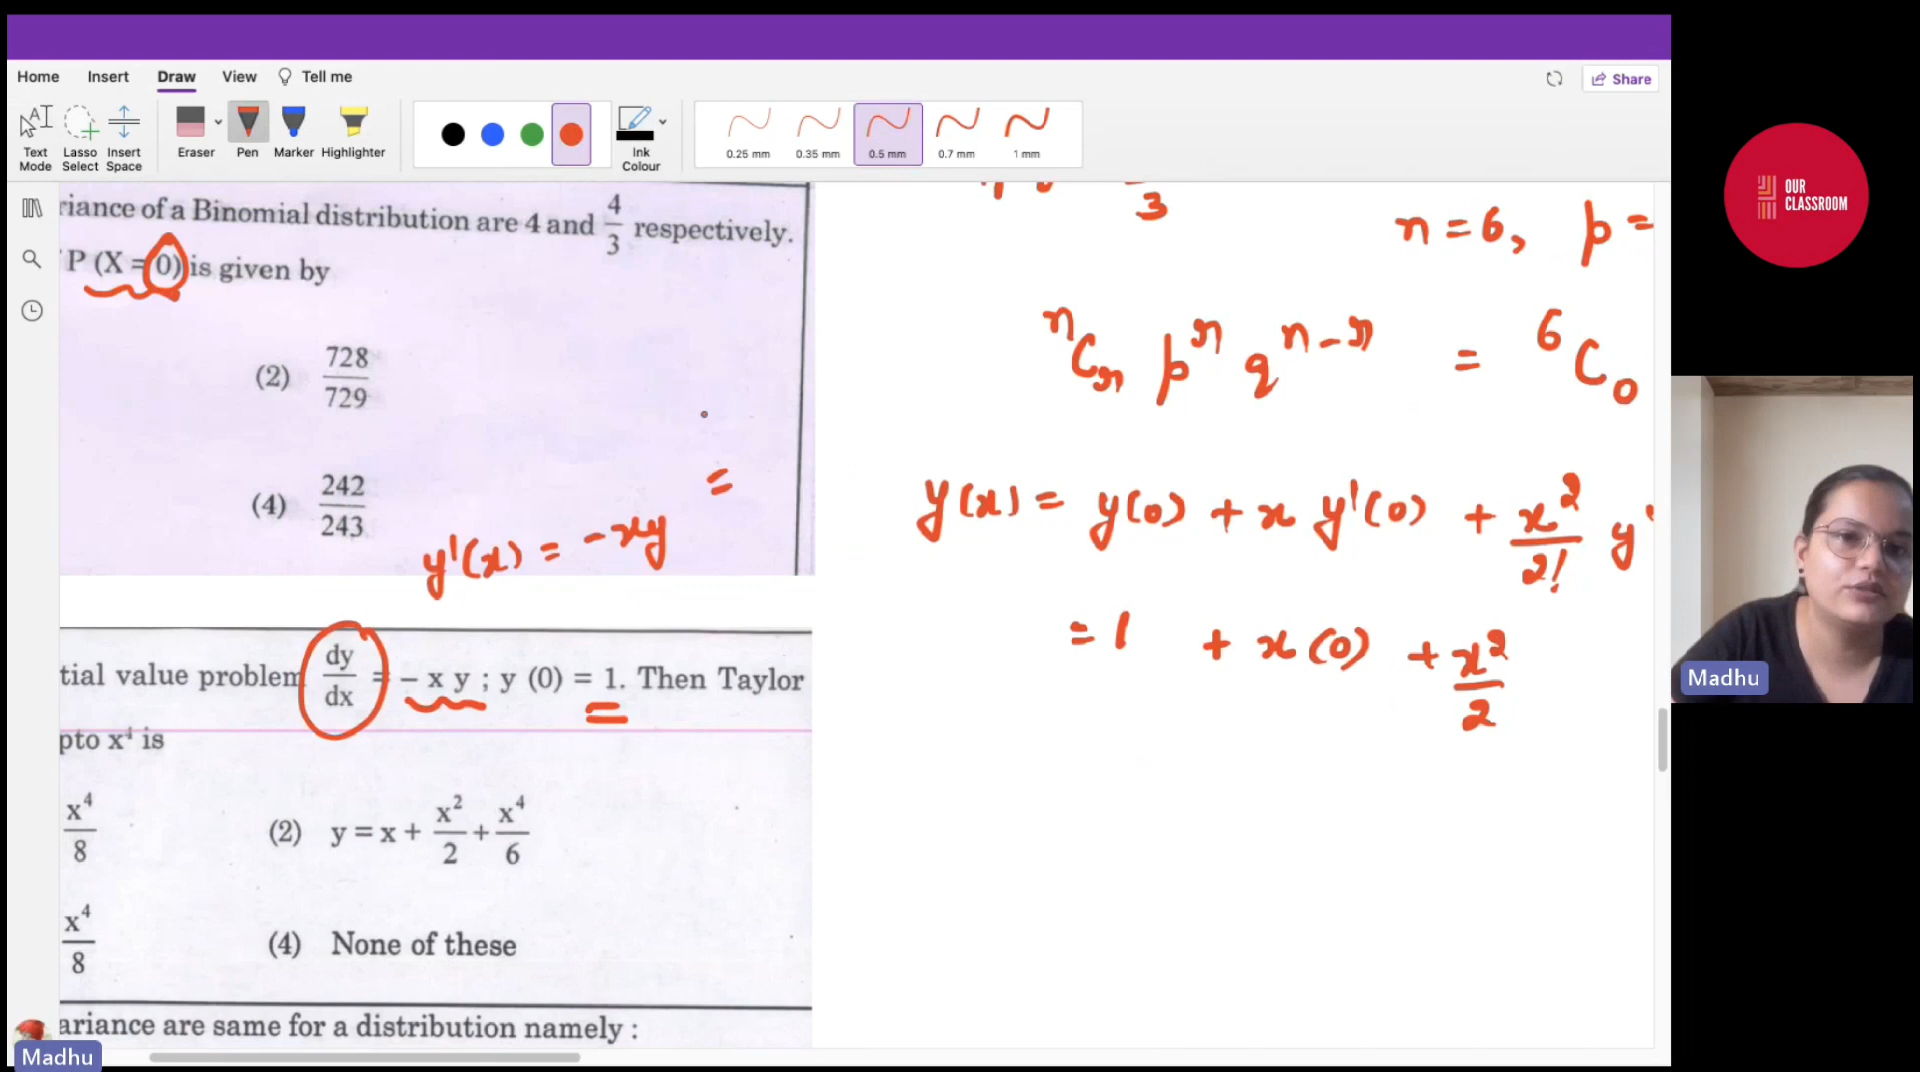 Home Insert Draw View Tell me
Share
Text Mode
Lasso Select
Insert Space
Eraser
Pen
Marker
Highlighter
Ink Colour
0.25 mm 0.35 mm 0.5 mm 0.7 mm 1 mm
OUR CLASSROOM
riance of a Binomial distribution are 4 and 4/3 respectively.
P (X = 0) is given by
(2) 728/729
(4) 242/243
=
y'(x) = -xy
tial value problem dy/dx = – x y ; y (0) = 1. Then Taylor
pto x⁴ is
x⁴/8
(2) y = x + x²/2 + x⁴/6
x⁴/8
(4) None of these
ariance are same for a distribution namely :
3
n = 6, p =
ⁿCᵣ pʳ qⁿ⁻ʳ = ⁶C₀
y(x) = y(0) + x y'(0) + x²/2! y'
= 1 + x(0) + x²/2
Madhu
Madhu